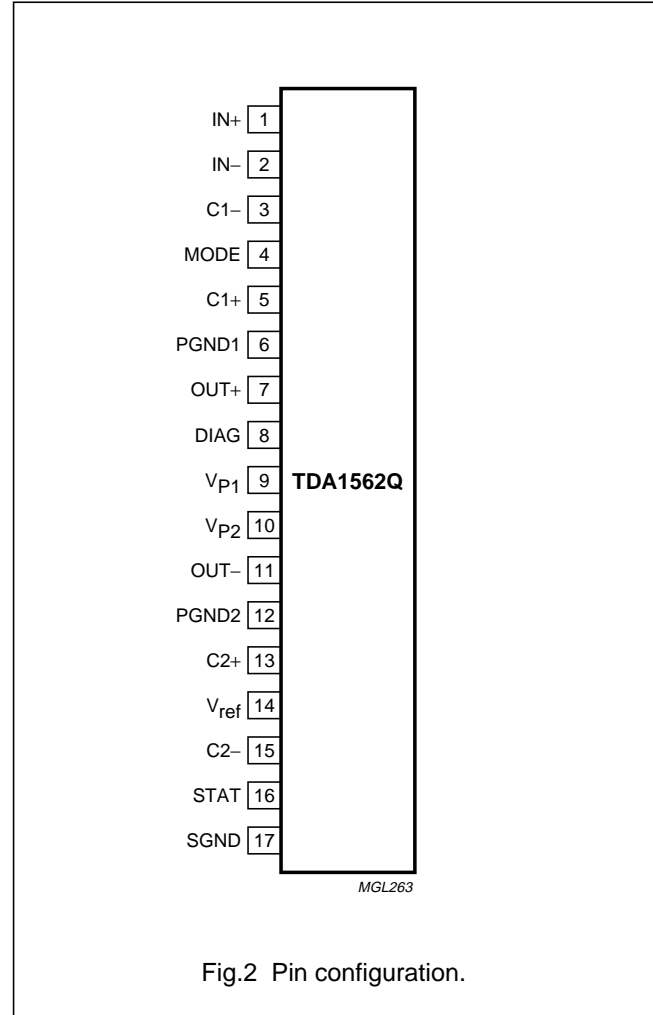 IN+ 1
IN− 2
C1− 3
MODE 4
C1+ 5
PGND1 6
OUT+ 7
DIAG 8
VP1 9 TDA1562Q
VP2 10
OUT− 11
PGND2 12
C2+ 13
Vref 14
C2− 15
STAT 16
SGND 17
MGL263
Fig.2 Pin configuration.